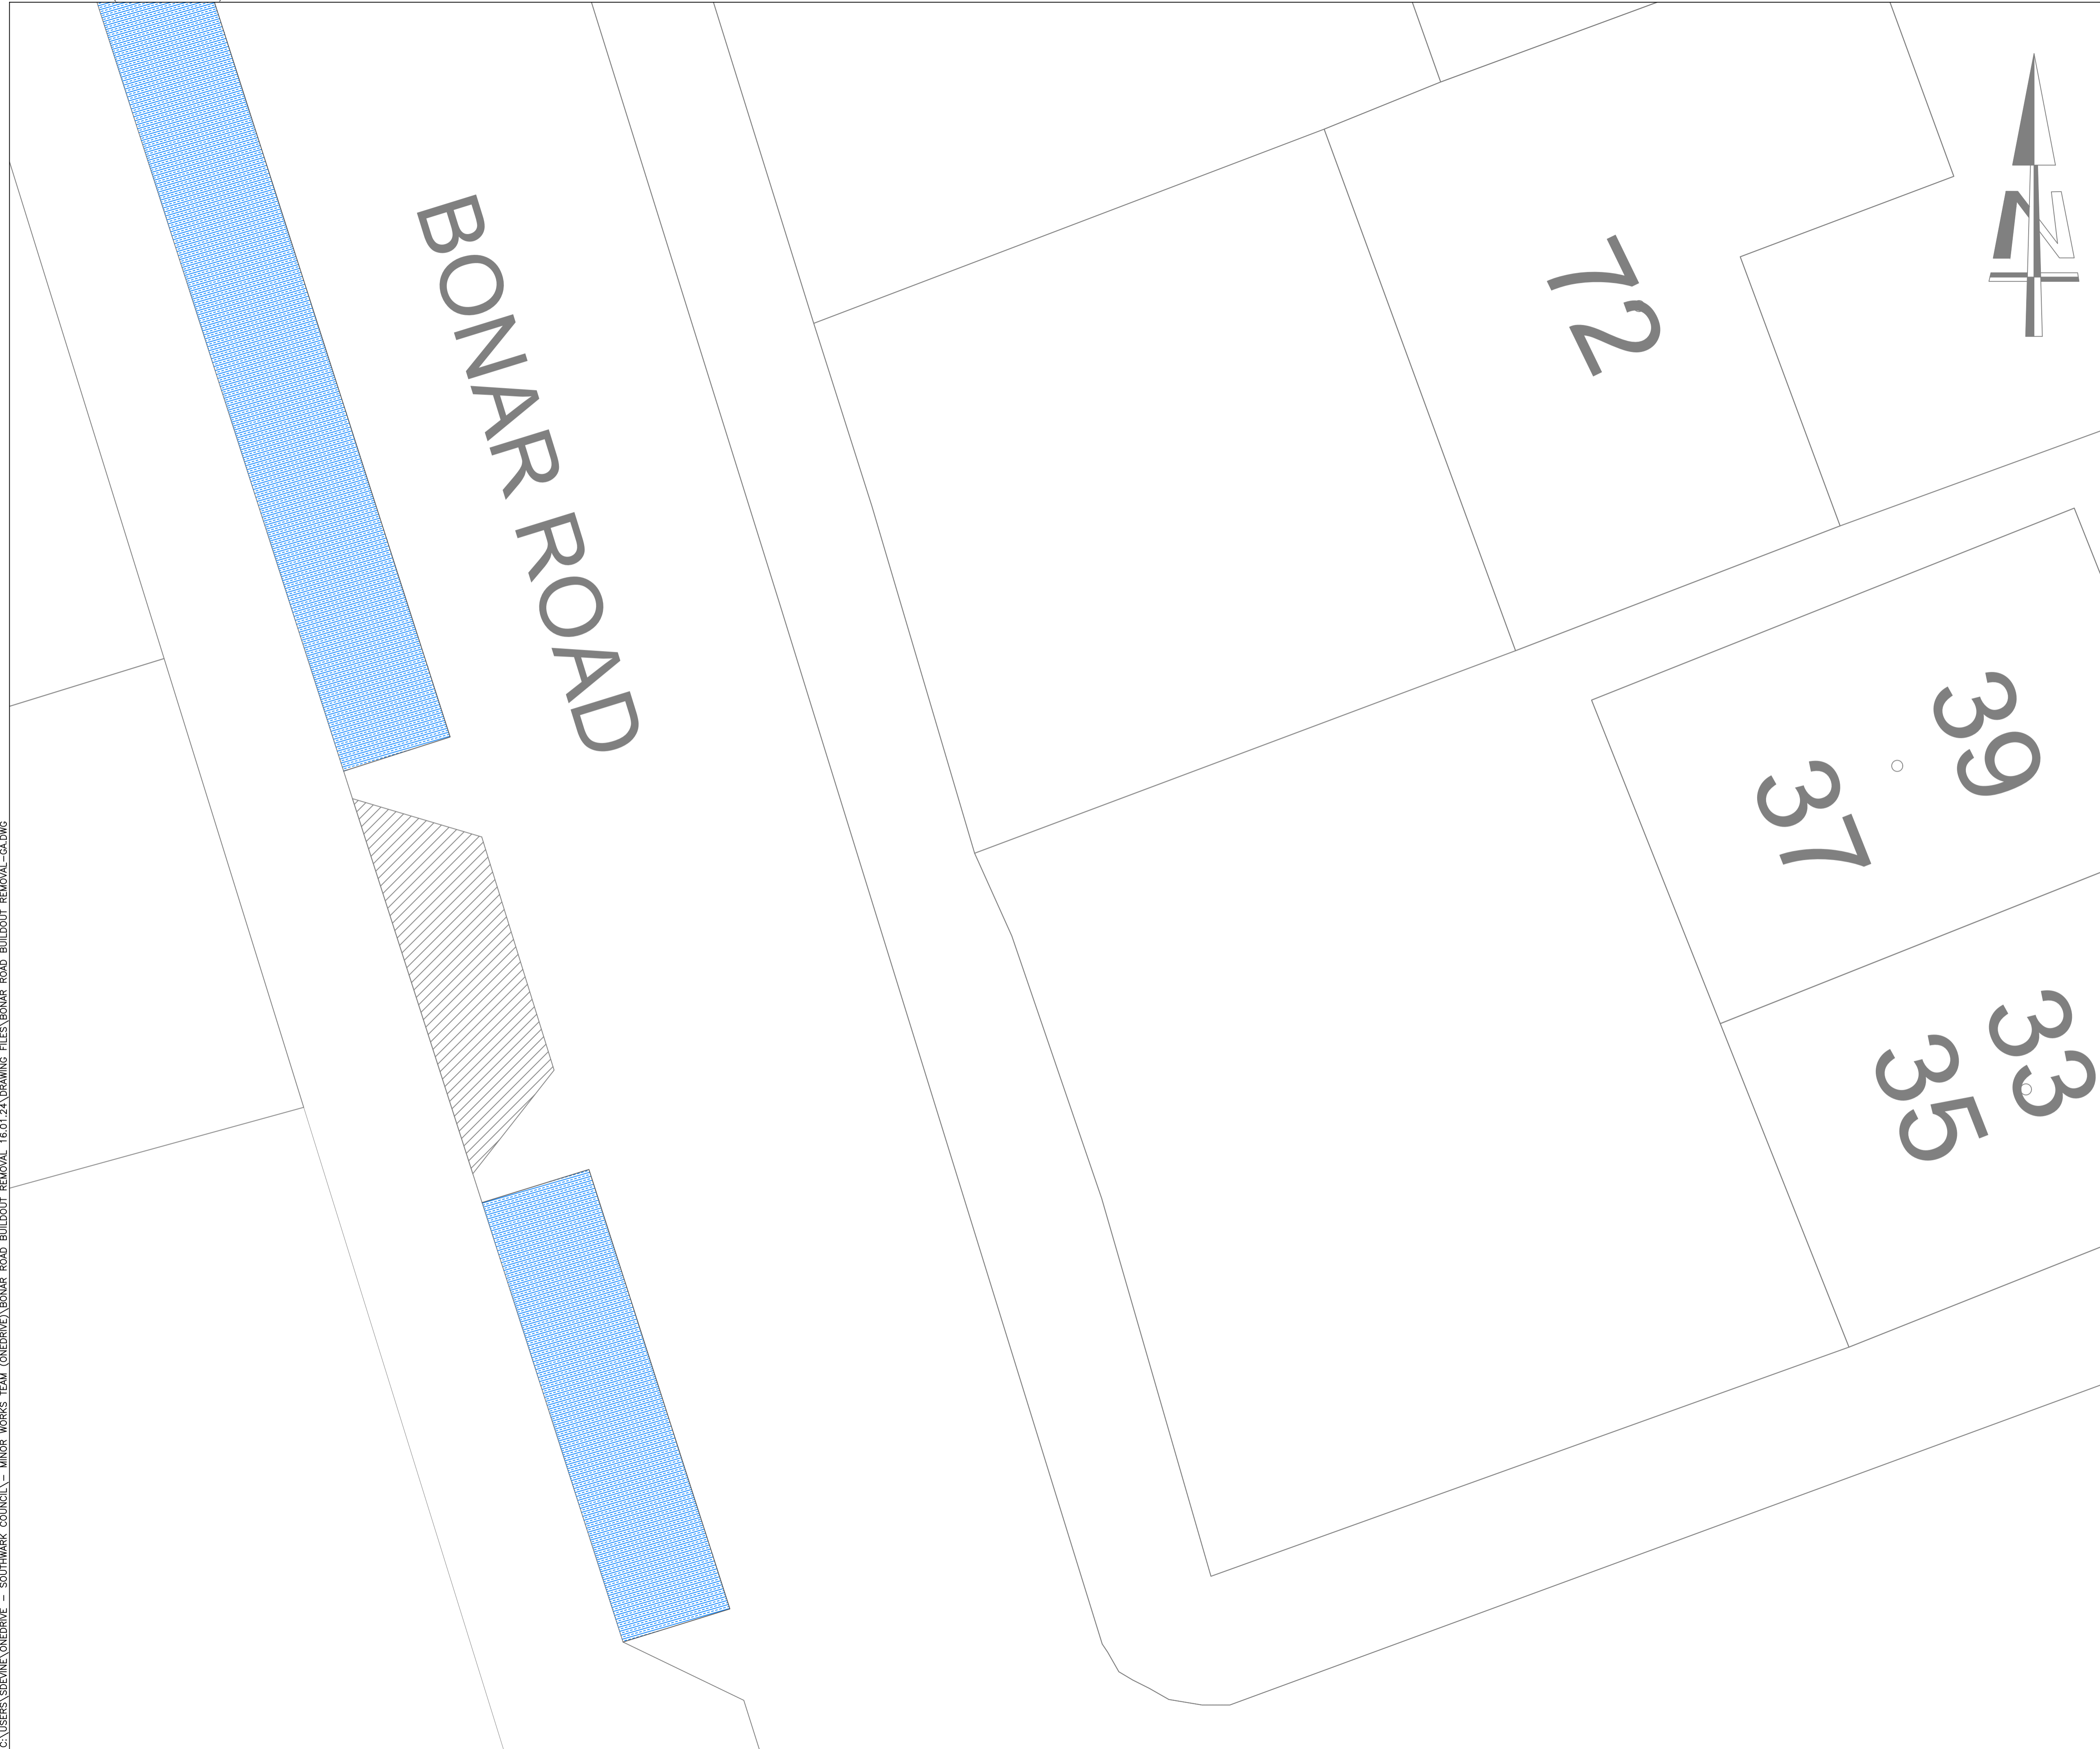 BONAR ROAD
72
N
39
37
33
35
C:\USERS\SDEVINE\ONEDRIVE - SOUTHWARK COUNCIL\- MINOR WORKS TEAM (ONEDRIVE)\BONAR ROAD BUILDOUT REMOVAL 16.01.24\DRAWING FILES\BONAR ROAD BUILDOUT REMOVAL-GA.DWG